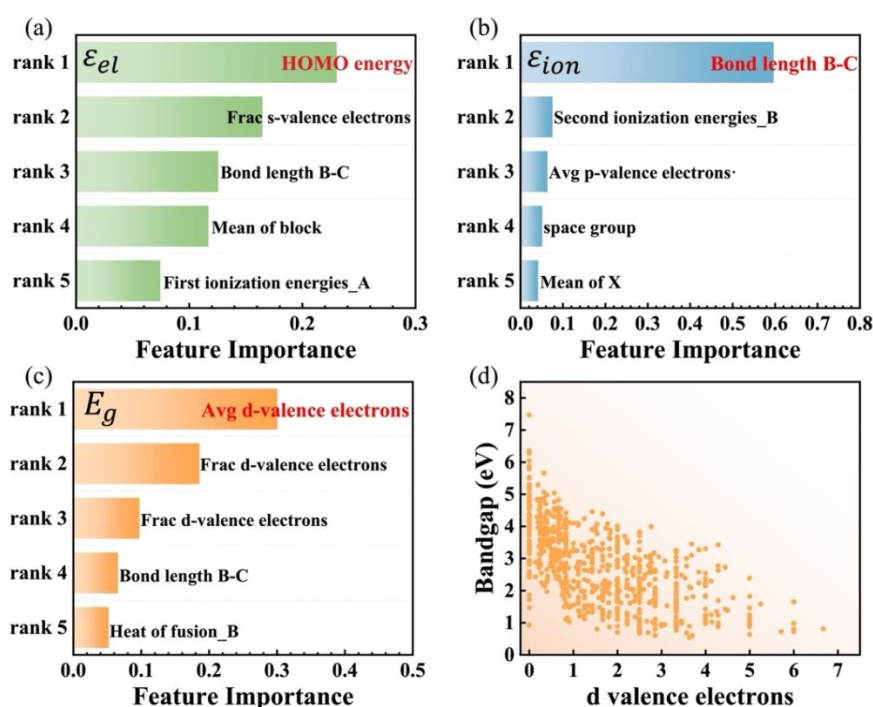 (a)
rank 1
ε_el
HOMO energy
rank 2
Frac s-valence electrons
rank 3
Bond length B-C
rank 4
Mean of block
rank 5
First ionization energies_A
0.0 0.1 0.2 0.3
Feature Importance
(b)
rank 1
ε_ion
Bond length B-C
rank 2
Second ionization energies_B
rank 3
Avg p-valence electrons·
rank 4
space group
rank 5
Mean of X
0.0 0.1 0.2 0.3 0.4 0.5 0.6 0.7 0.8
Feature Importance
(c)
rank 1
E_g
Avg d-valence electrons
rank 2
Frac d-valence electrons
rank 3
Frac d-valence electrons
rank 4
Bond length B-C
rank 5
Heat of fusion_B
0.0 0.1 0.2 0.3 0.4 0.5
Feature Importance
(d)
Bandgap (eV)
8
7
6
5
4
3
2
1
0
0 1 2 3 4 5 6 7
d valence electrons